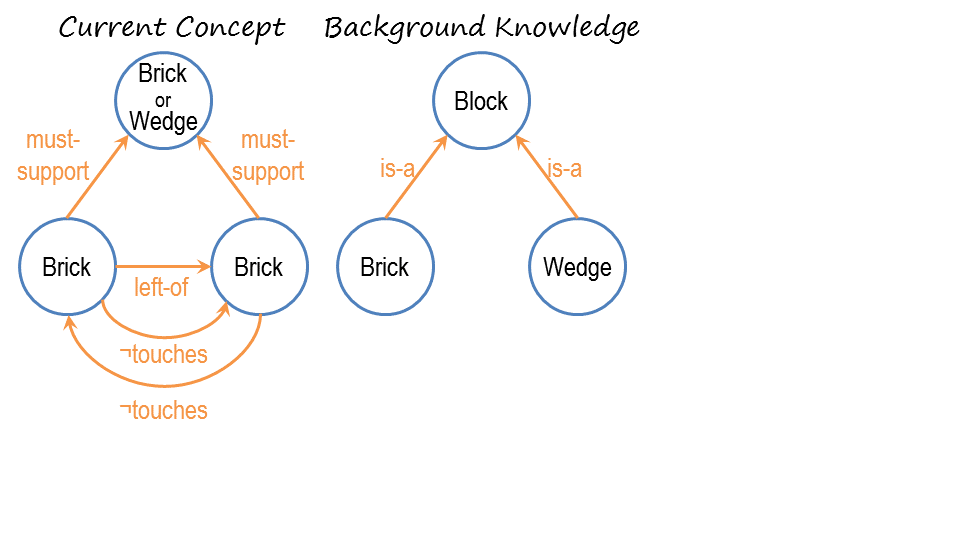 Current Concept
Background Knowledge
Brick
or
Wedge
Block
must-
support
must-
support
is-a
is-a
Brick
Brick
Brick
Wedge
left-of
¬touches
¬touches